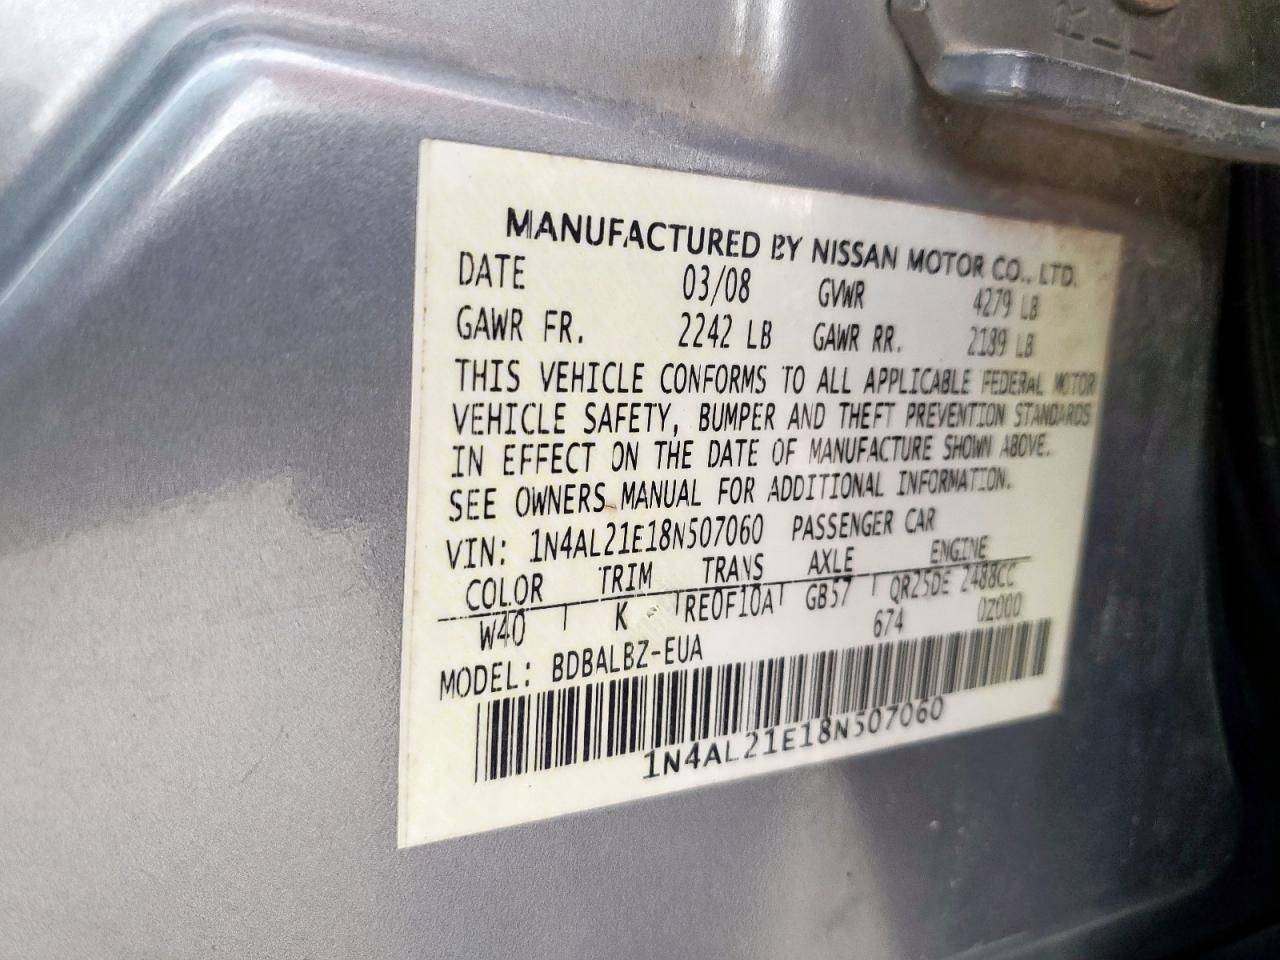 MANUFACTURED BY NISSAN MOTOR CO., LTD.
DATE 03/08 GVWR 4279 LB
GAWR FR. 2242 LB GAWR RR. 2189 LB
THIS VEHICLE CONFORMS TO ALL APPLICABLE FEDERAL MOTOR
VEHICLE SAFETY, BUMPER AND THEFT PREVENTION STANDARDS
IN EFFECT ON THE DATE OF MANUFACTURE SHOWN ABOVE.
SEE OWNERS MANUAL FOR ADDITIONAL INFORMATION.
VIN: 1N4AL21E18N507060 PASSENGER CAR
COLOR TRIM TRANS AXLE ENGINE
W40 K RE0F10A GB57 QR25DE 2488CC
674 0Z000
MODEL: BDBALBZ-EUA
1N4AL21E18N507060